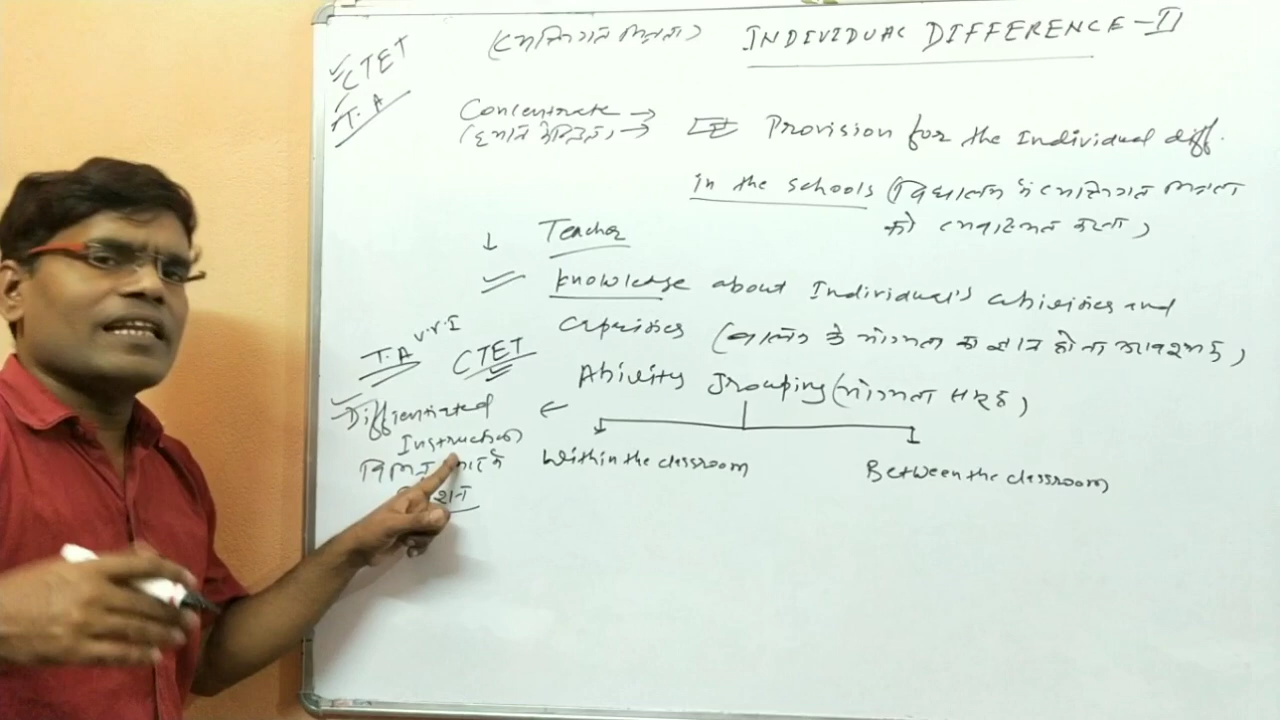 CTET
T.A
(व्यक्तिगत भिन्नता) INDIVIDUAL DIFFERENCE-II
Concentrate →
(ध्यान केन्द्रित) →
Provision for the Individual diff.
in the schools (विद्यालय में व्यक्तिगत भिन्नता
को व्यवस्थित करना)
↓ Teacher
Knowledge about Individual's abilities and
capacities (बालक के योग्यता का ज्ञान होना आवश्यक)
T.A V.V.I CTET
Ability Grouping (योग्यता समूह)
Differentiated ←
Instruction
Within the classroom Between the classroom